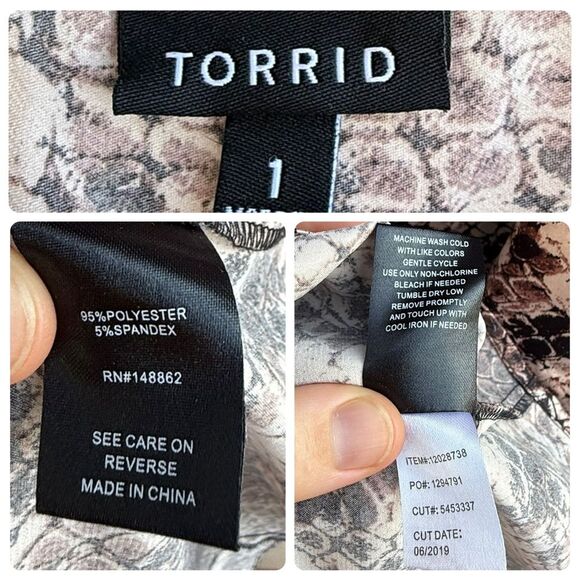 TORRID
1
95%POLYESTER
5%SPANDEX
RN#148862
SEE CARE ON
REVERSE
MADE IN CHINA
MACHINE WASH COLD
WITH LIKE COLORS
GENTLE CYCLE
USE ONLY NON-CHLORINE
BLEACH IF NEEDED
TUMBLE DRY LOW
REMOVE PROMPTLY
AND TOUCH UP WITH
COOL IRON IF NEEDED
ITEM#:12028738
PO#: 1294791
CUT#: 5453337
CUT DATE:
06/2019